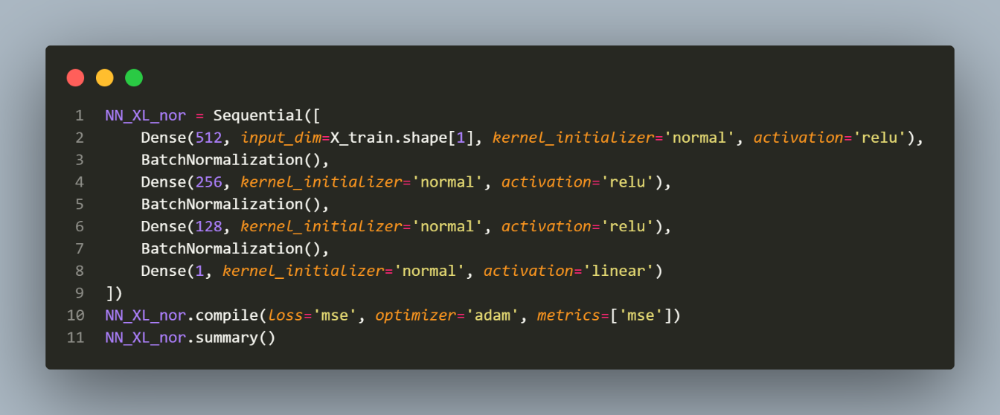 1 NN_XL_nor = Sequential([
2     Dense(512, input_dim=X_train.shape[1], kernel_initializer='normal', activation='relu'),
3     BatchNormalization(),
4     Dense(256, kernel_initializer='normal', activation='relu'),
5     BatchNormalization(),
6     Dense(128, kernel_initializer='normal', activation='relu'),
7     BatchNormalization(),
8     Dense(1, kernel_initializer='normal', activation='linear')
9 ])
10 NN_XL_nor.compile(loss='mse', optimizer='adam', metrics=['mse'])
11 NN_XL_nor.summary()